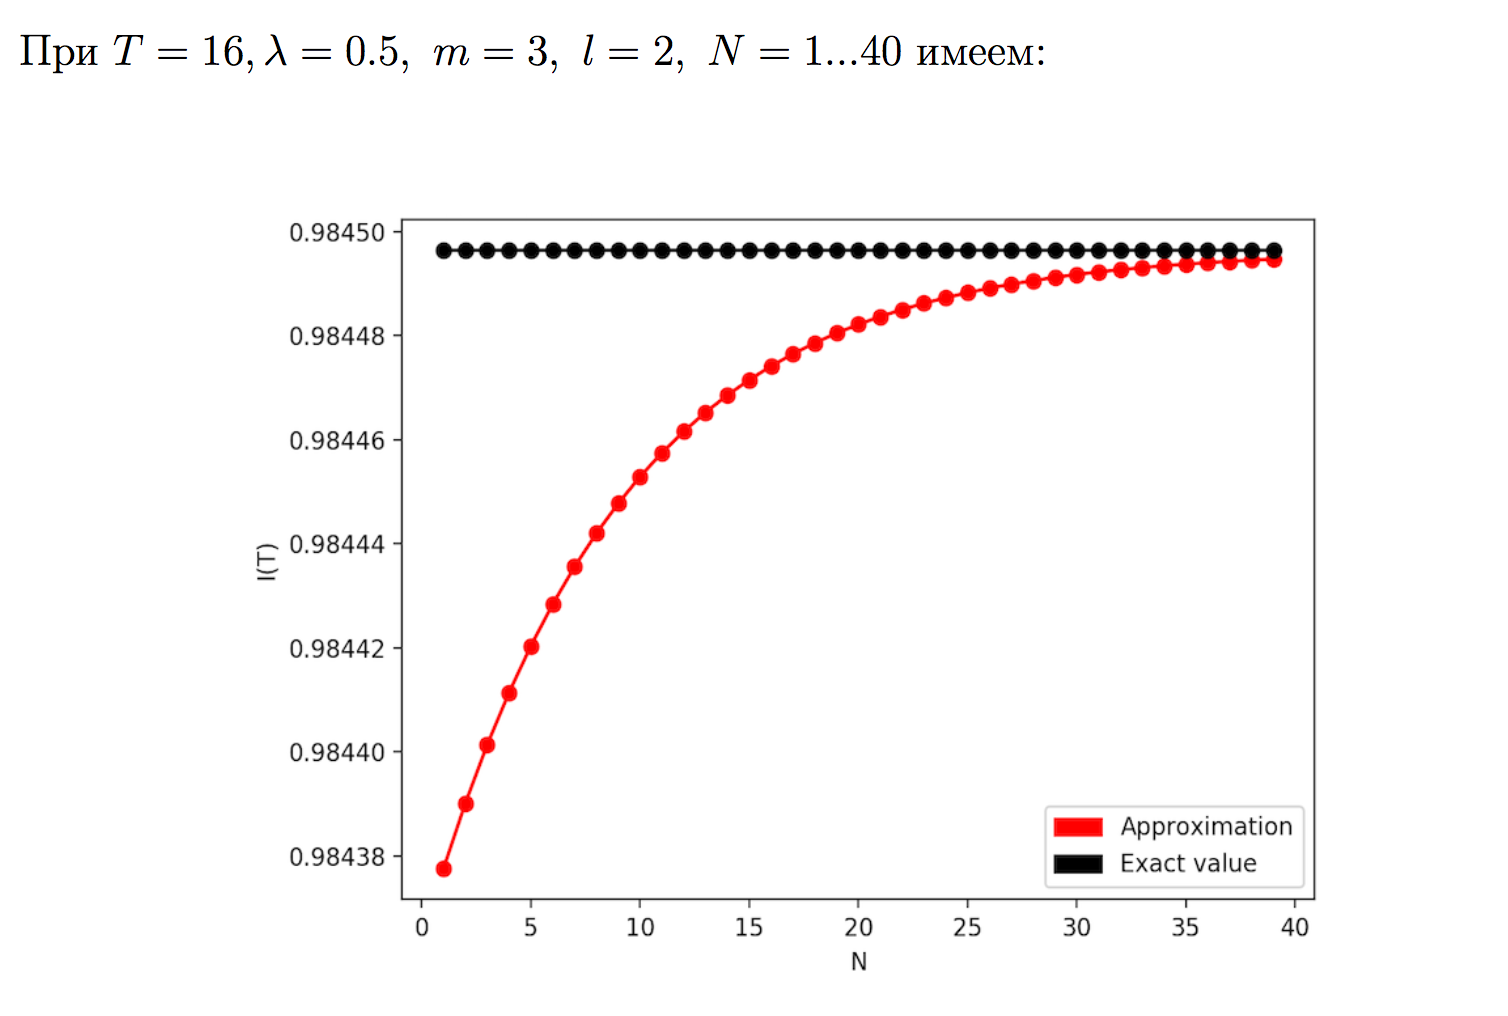 При T = 16, λ = 0.5, m = 3, l = 2, N = 1...40 имеем:
0.98450
0.98448
0.98446
0.98444
0.98442
0.98440
0.98438
I(T)
Approximation
Exact value
0 5 10 15 20 25 30 35 40
N